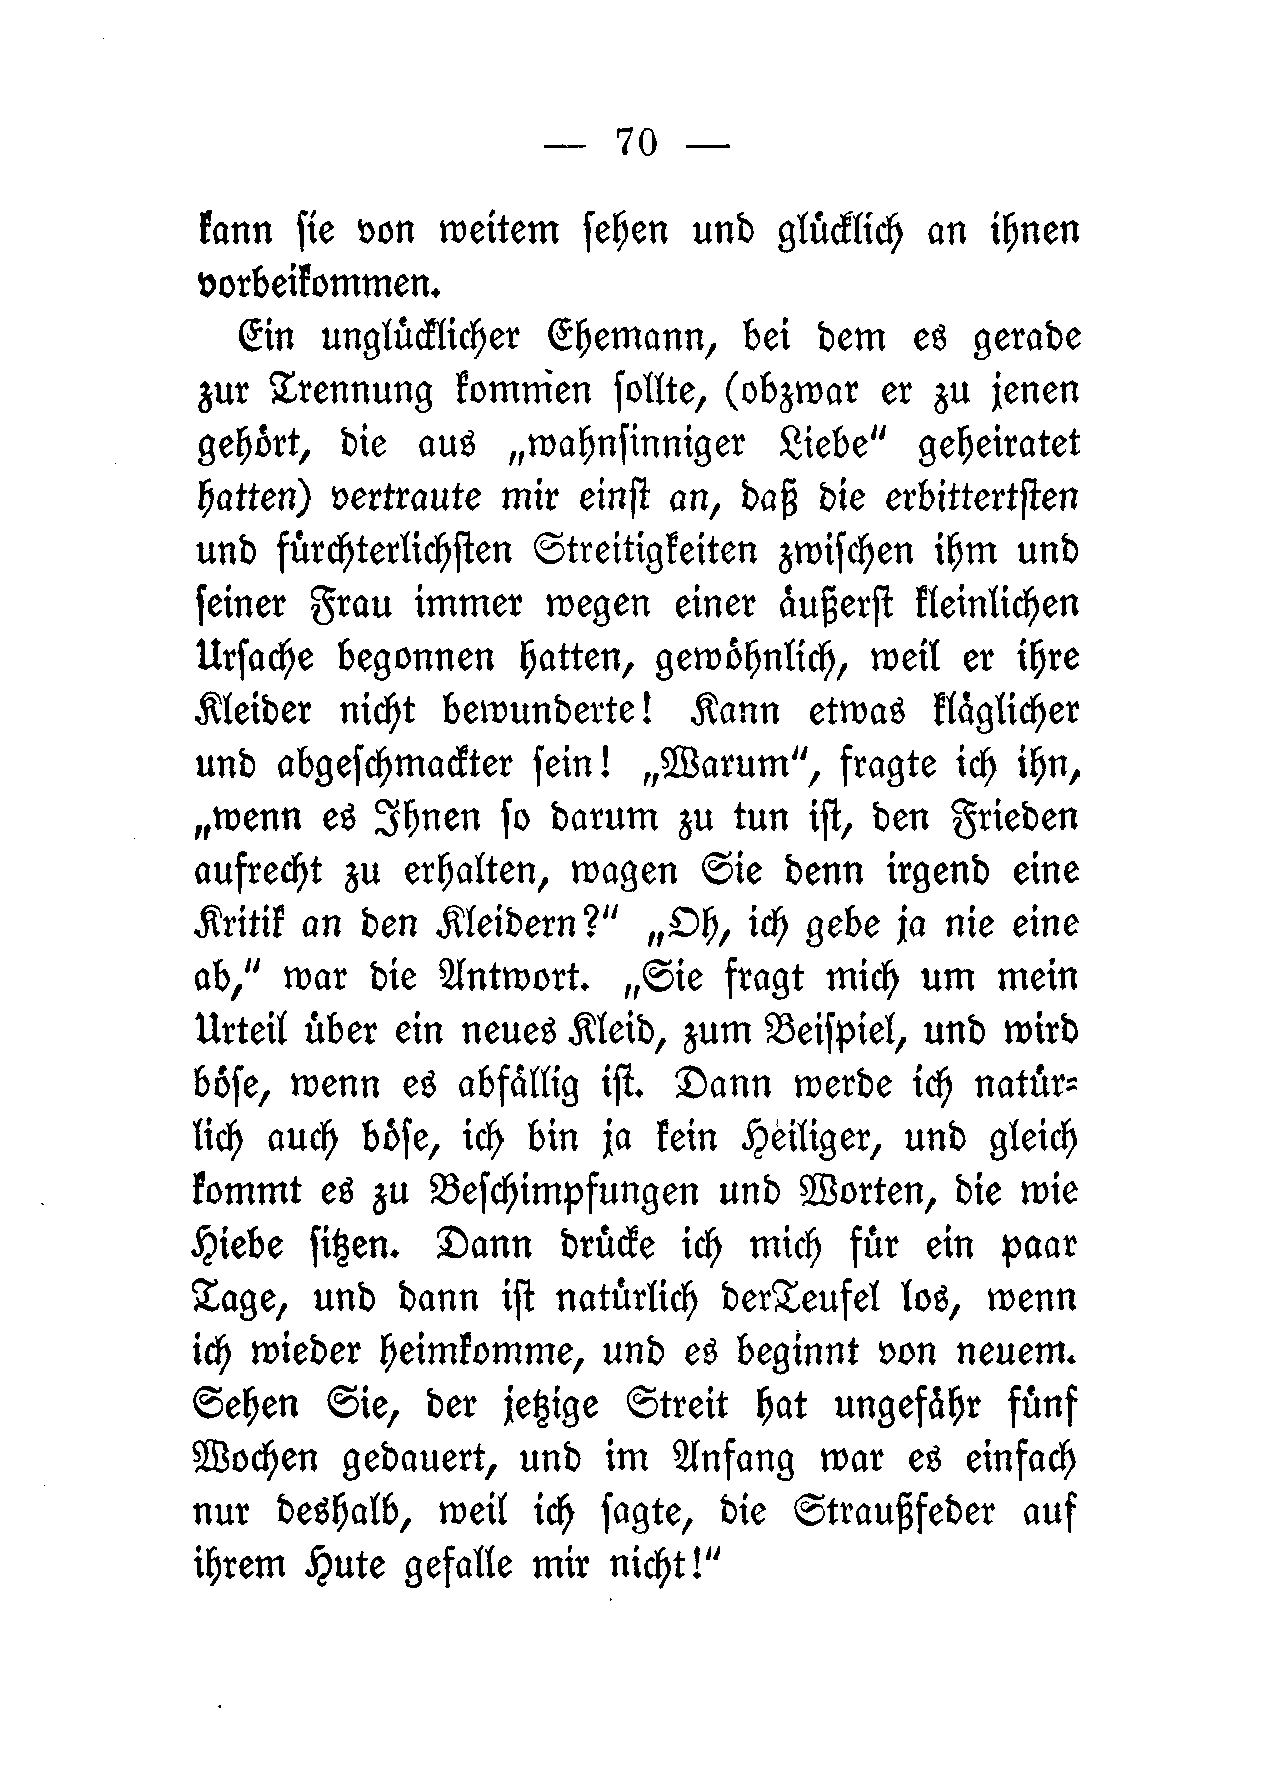 — 70 —
kann sie von weitem sehen und glücklich an ihnen
vorbeikommen.
Ein unglücklicher Ehemann, bei dem es gerade
zur Trennung kommen sollte, (obzwar er zu jenen
gehört, die aus „wahnsinniger Liebe" geheiratet
hatten) vertraute mir einst an, daß die erbittertsten
und fürchterlichsten Streitigkeiten zwischen ihm und
seiner Frau immer wegen einer äußerst kleinlichen
Ursache begonnen hatten, gewöhnlich, weil er ihre
Kleider nicht bewunderte! Kann etwas kläglicher
und abgeschmackter sein! „Warum", fragte ich ihn,
„wenn es Ihnen so darum zu tun ist, den Frieden
aufrecht zu erhalten, wagen Sie denn irgend eine
Kritik an den Kleidern?" „Oh, ich gebe ja nie eine
ab," war die Antwort. „Sie fragt mich um mein
Urteil über ein neues Kleid, zum Beispiel, und wird
böse, wenn es abfällig ist. Dann werde ich natür-
lich auch böse, ich bin ja kein Heiliger, und gleich
kommt es zu Beschimpfungen und Worten, die wie
Hiebe sitzen. Dann drücke ich mich für ein paar
Tage, und dann ist natürlich derTeufel los, wenn
ich wieder heimkomme, und es beginnt von neuem.
Sehen Sie, der jetzige Streit hat ungefähr fünf
Wochen gedauert, und im Anfang war es einfach
nur deshalb, weil ich sagte, die Straußfeder auf
ihrem Hute gefalle mir nicht!"